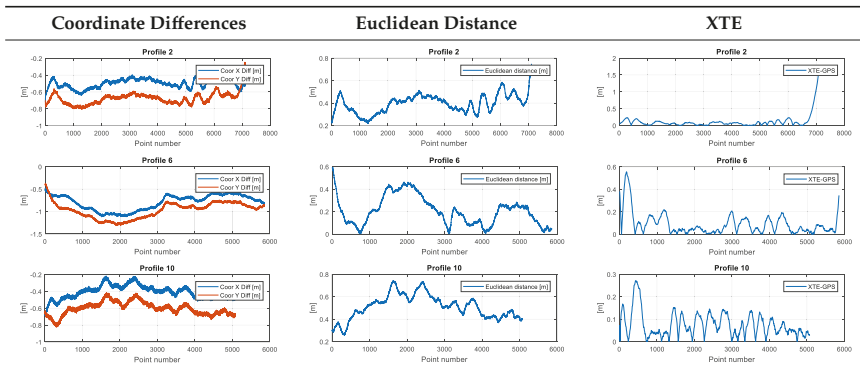 Coordinate Differences Euclidean Distance XTE
Profile 2
-0.2
-0.4
-0.6
-0.8
-1
[m]
Coor X Diff [m]
Coor Y Diff [m]
0 1000 2000 3000 4000 5000 6000 7000 8000
Point number
Profile 2
0.8
0.6
0.4
0.2
[m]
Euclidean distance [m]
0 1000 2000 3000 4000 5000 6000 7000 8000
Point number
Profile 2
2
1.5
1
0.5
0
[m]
XTE-GPS
0 1000 2000 3000 4000 5000 6000 7000 8000
Point number
Profile 6
0
-0.5
-1
-1.5
[m]
Coor X Diff [m]
Coor Y Diff [m]
0 1000 2000 3000 4000 5000 6000
Point number
Profile 6
0.6
0.4
0.2
0
[m]
Euclidean distance [m]
0 1000 2000 3000 4000 5000 6000
Point number
Profile 6
0.6
0.4
0.2
0
[m]
XTE-GPS
0 1000 2000 3000 4000 5000 6000
Point number
Profile 10
-0.2
-0.4
-0.6
-0.8
-1
[m]
Coor X Diff [m]
Coor Y Diff [m]
0 1000 2000 3000 4000 5000 6000
Point number
Profile 10
0.8
0.6
0.4
0.2
[m]
Euclidean distance [m]
0 1000 2000 3000 4000 5000 6000
Point number
Profile 10
0.3
0.2
0.1
0
[m]
XTE-GPS
0 1000 2000 3000 4000 5000 6000
Point number